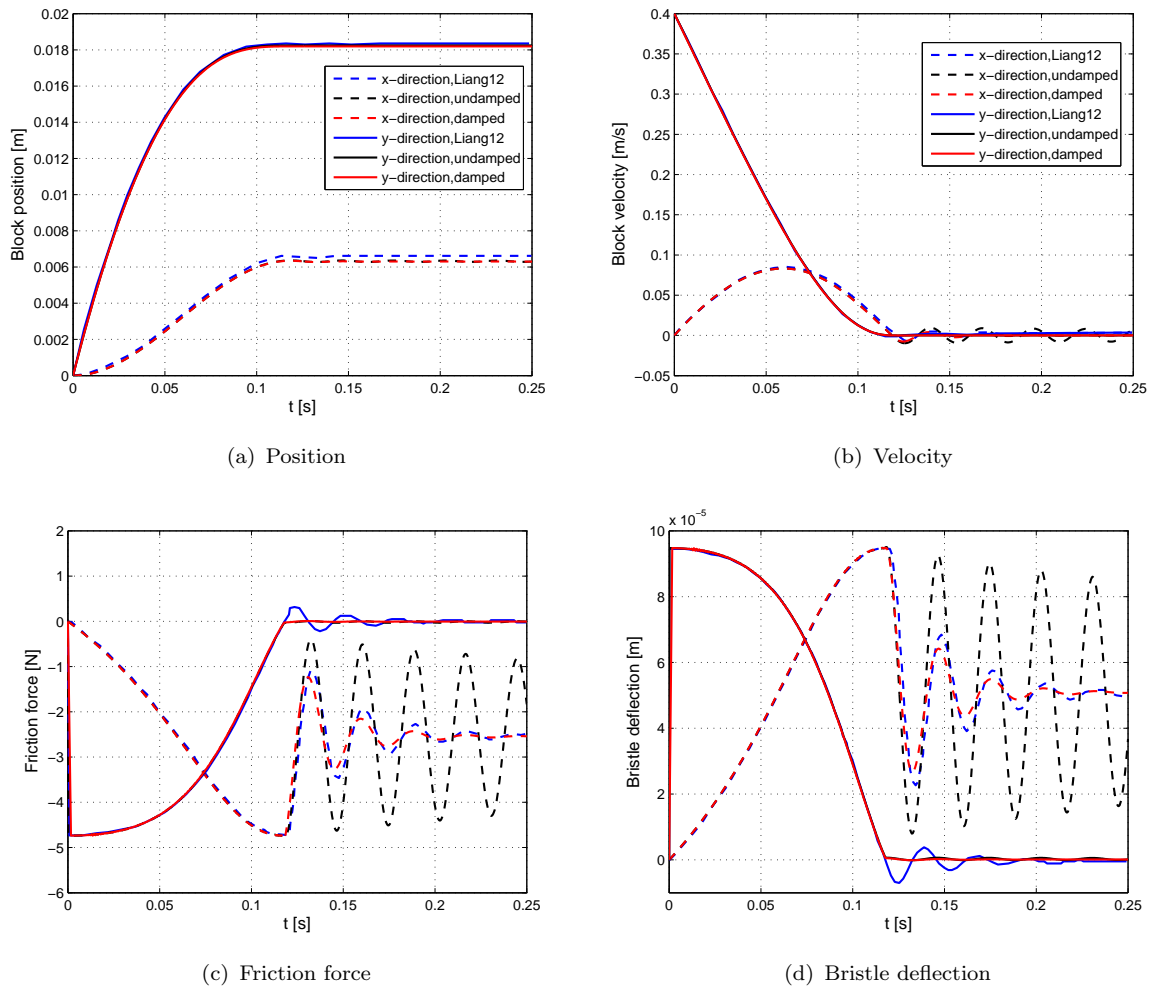 0.02
0.018
0.016
0.014
0.012
0.01
0.008
0.006
0.004
0.002
0
Block position [m]
x−direction,Liang12
x−direction,undamped
x−direction,damped
y−direction,Liang12
y−direction,undamped
y−direction,damped
0 0.05 0.1 0.15 0.2 0.25
t [s]
(a) Position
0.4
0.35
0.3
0.25
0.2
0.15
0.1
0.05
0
−0.05
Block velocity [m/s]
x−direction,Liang12
x−direction,undamped
x−direction,damped
y−direction,Liang12
y−direction,undamped
y−direction,damped
0 0.05 0.1 0.15 0.2 0.25
t [s]
(b) Velocity
2
1
0
−1
−2
−3
−4
−5
−6
Friction force [N]
0 0.05 0.1 0.15 0.2 0.25
t [s]
(c) Friction force
x 10⁻⁵
10
8
6
4
2
0
Bristle deflection [m]
0 0.05 0.1 0.15 0.2 0.25
t [s]
(d) Bristle deflection